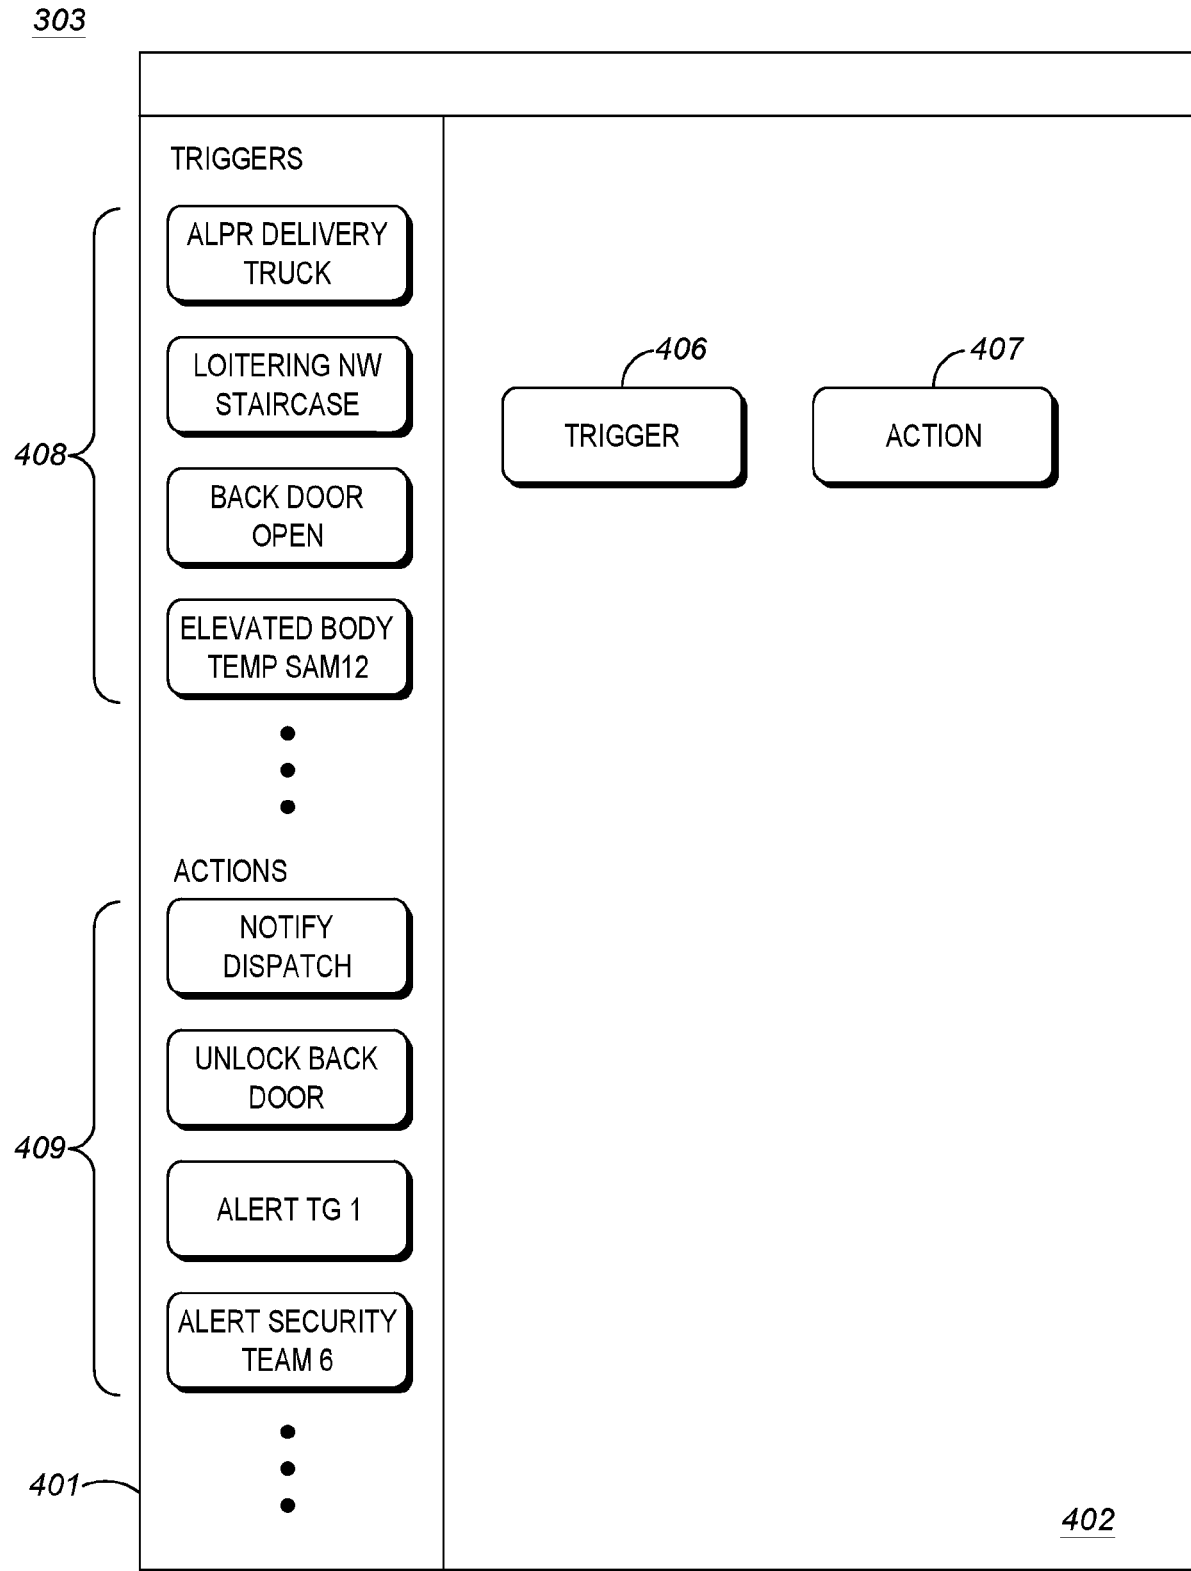 303
TRIGGERS
ALPR DELIVERY
TRUCK
LOITERING NW
STAIRCASE
BACK DOOR
OPEN
ELEVATED BODY
TEMP SAM12
408
406
407
TRIGGER
ACTION
ACTIONS
NOTIFY
DISPATCH
UNLOCK BACK
DOOR
ALERT TG 1
ALERT SECURITY
TEAM 6
409
401
402